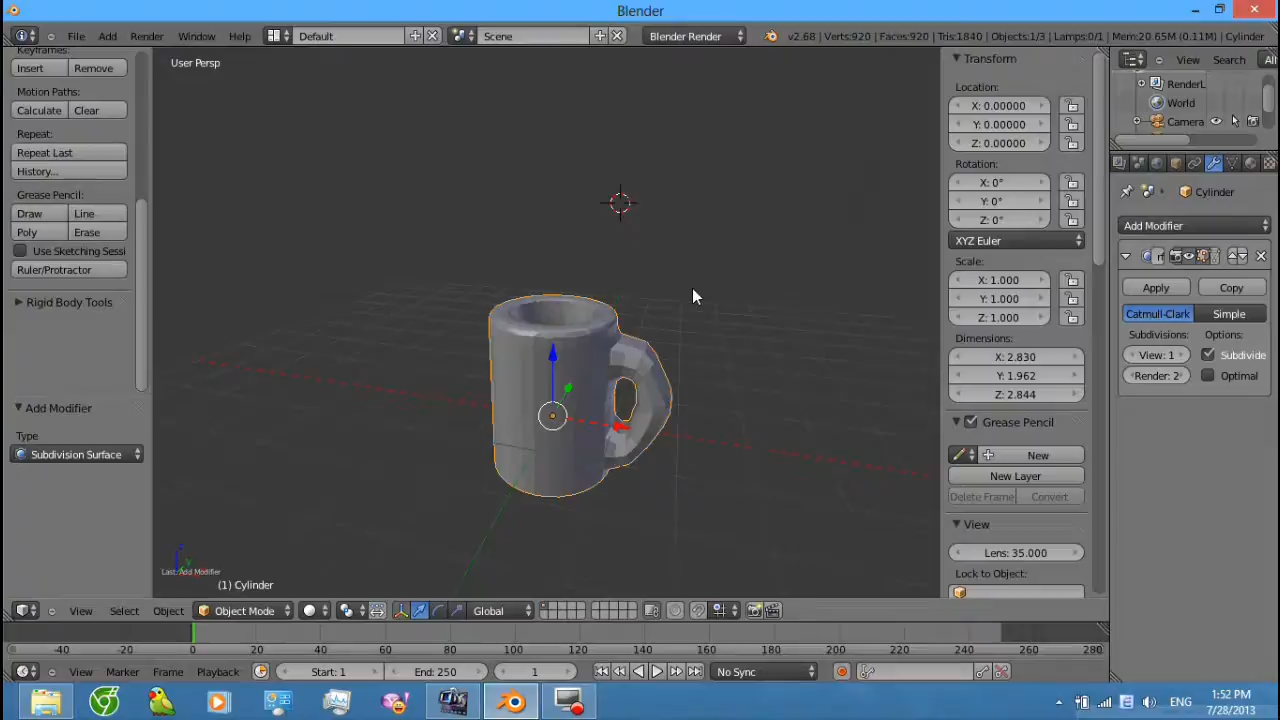 Blender
File Add Render Window Help
Default
Scene
Blender Render
v2.68 | Verts:920 | Faces:920 | Tris:1840 | Objects:1/3 | Lamps:0/1 | Mem:20.65M (0.11M) | Cylinder
Keyframes:
Insert Remove
Motion Paths:
Calculate Clear
Repeat:
Repeat Last
History...
Grease Pencil:
Draw Line
Poly Erase
Use Sketching Sessi
Ruler/Protractor
Rigid Body Tools
Add Modifier
Type
Subdivision Surface
User Persp
Last: Add Modifier
(1) Cylinder
Transform
Location:
X: 0.00000
Y: 0.00000
Z: 0.00000
Rotation:
X: 0°
Y: 0°
Z: 0°
XYZ Euler
Scale:
X: 1.000
Y: 1.000
Z: 1.000
Dimensions:
X: 2.830
Y: 1.962
Z: 2.844
Grease Pencil
New
New Layer
Delete Frame Convert
View
Lens: 35.000
Lock to Object:
View Search All
RenderL
World
Camera
Cylinder
Add Modifier
Apply Copy
Catmull-Clark Simple
Subdivisions: Options:
View: 1 Subdivide
Render: 2 Optimal
View Select Object Object Mode Global
-40 -20 0 20 40 60 80 100 120 140 160 180 200 220 240 260 280
View Marker Frame Playback Start: 1 End: 250 1 No Sync
ENG
1:52 PM
7/28/2013